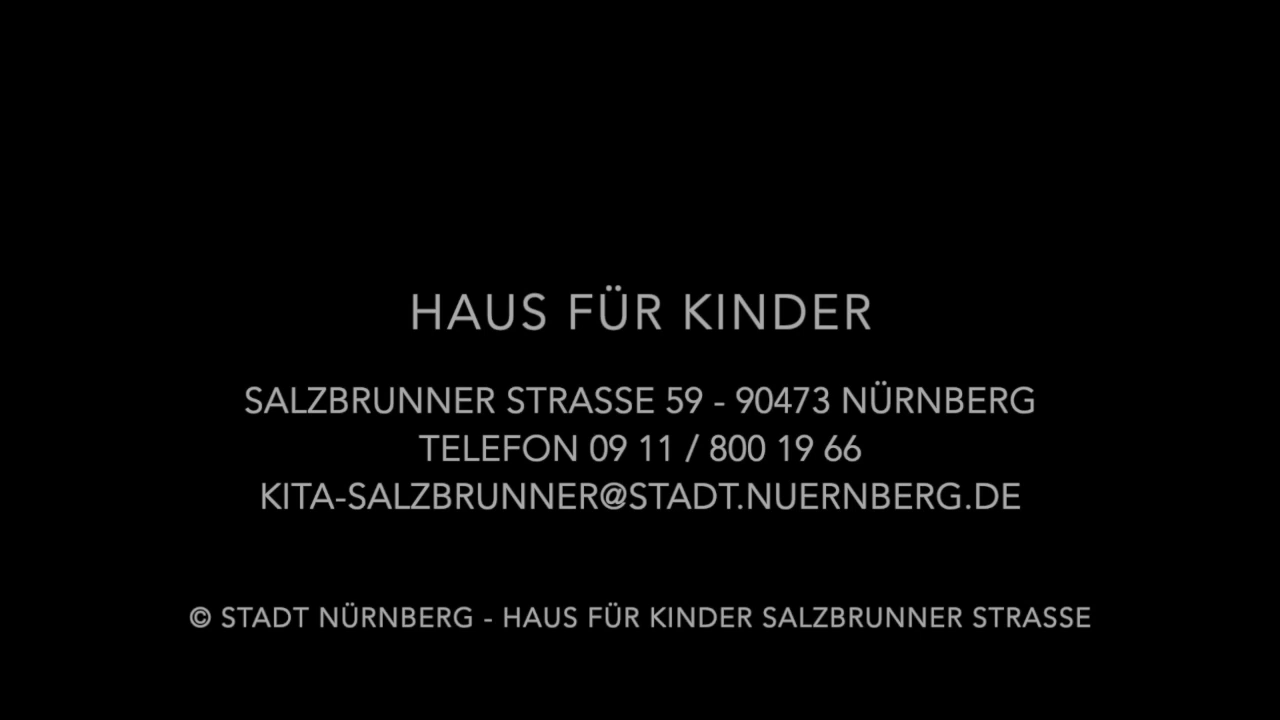 HAUS FÜR KINDER
SALZBRUNNER STRASSE 59 - 90473 NÜRNBERG
TELEFON 09 11 / 800 19 66
KITA-SALZBRUNNER@STADT.NUERNBERG.DE
© STADT NÜRNBERG - HAUS FÜR KINDER SALZBRUNNER STRASSE